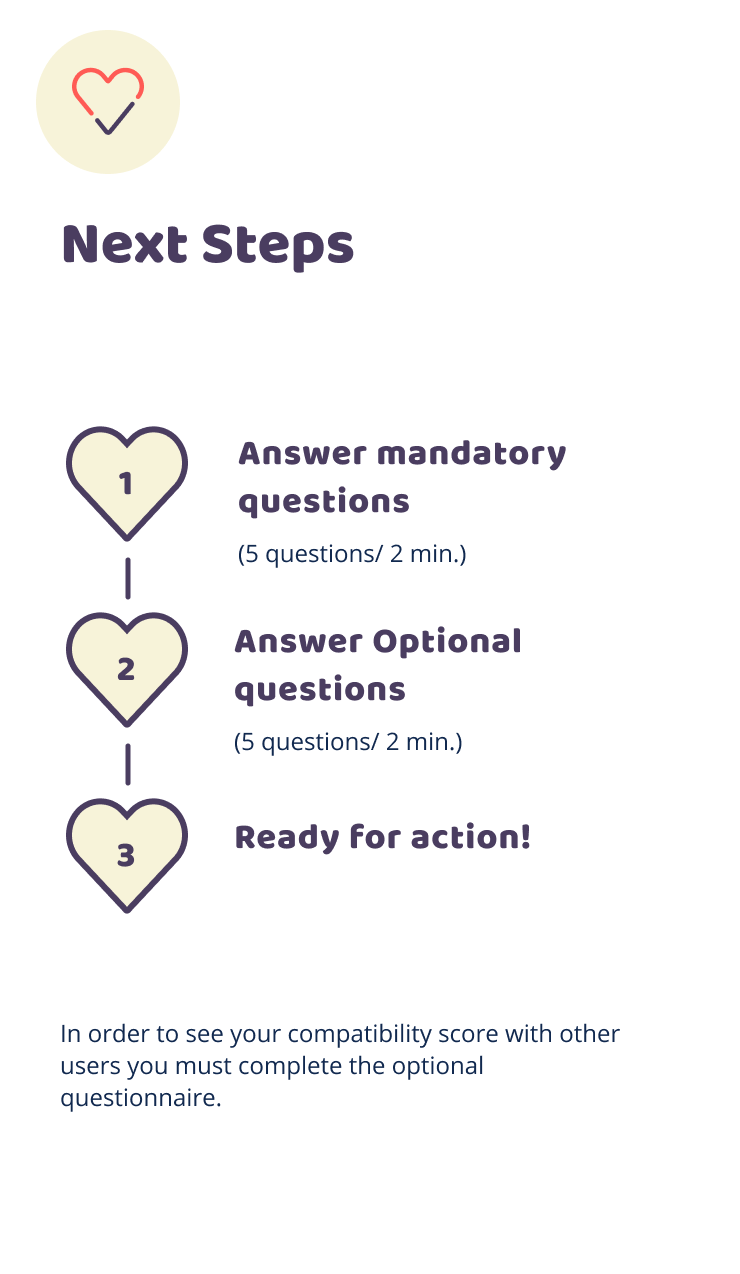 Next Steps
1
Answer mandatory
questions
(5 questions/ 2 min.)
2
Answer Optional
questions
(5 questions/ 2 min.)
3
Ready for action!
In order to see your compatibility score with other
users you must complete the optional
questionnaire.